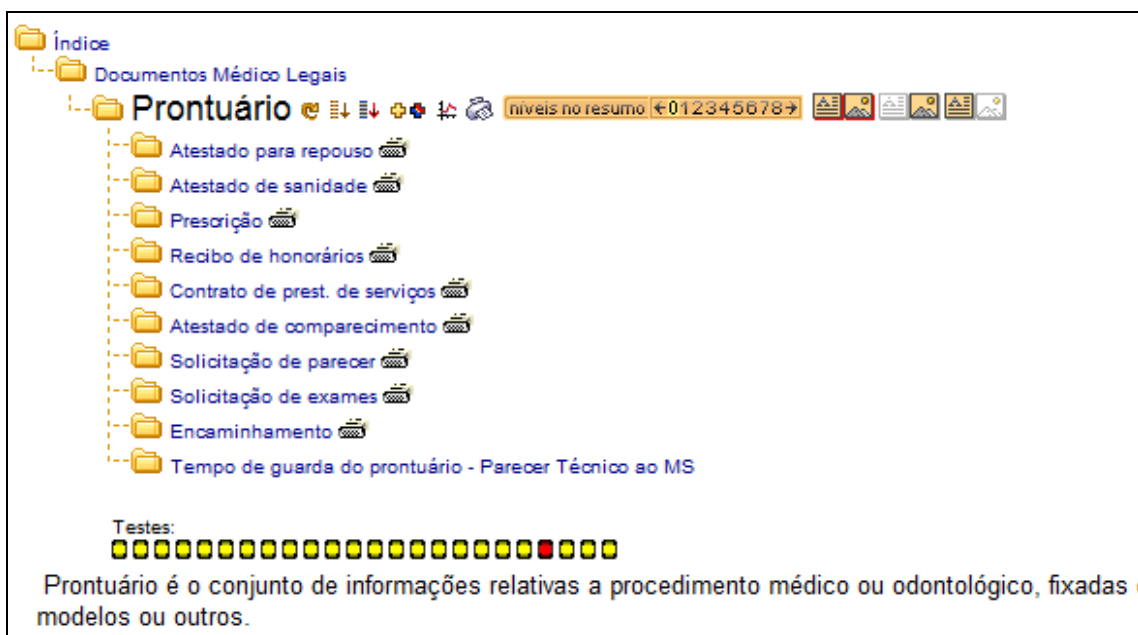 Índice
Documentos Médico Legais
Prontuário níveis no resumo 012345678
Atestado para repouso
Atestado de sanidade
Prescrição
Recibo de honorários
Contrato de prest. de serviços
Atestado de comparecimento
Solicitação de parecer
Solicitação de exames
Encaminhamento
Tempo de guarda do prontuário - Parecer Técnico ao MS
Testes:
Prontuário é o conjunto de informações relativas a procedimento médico ou odontológico, fixadas
modelos ou outros.